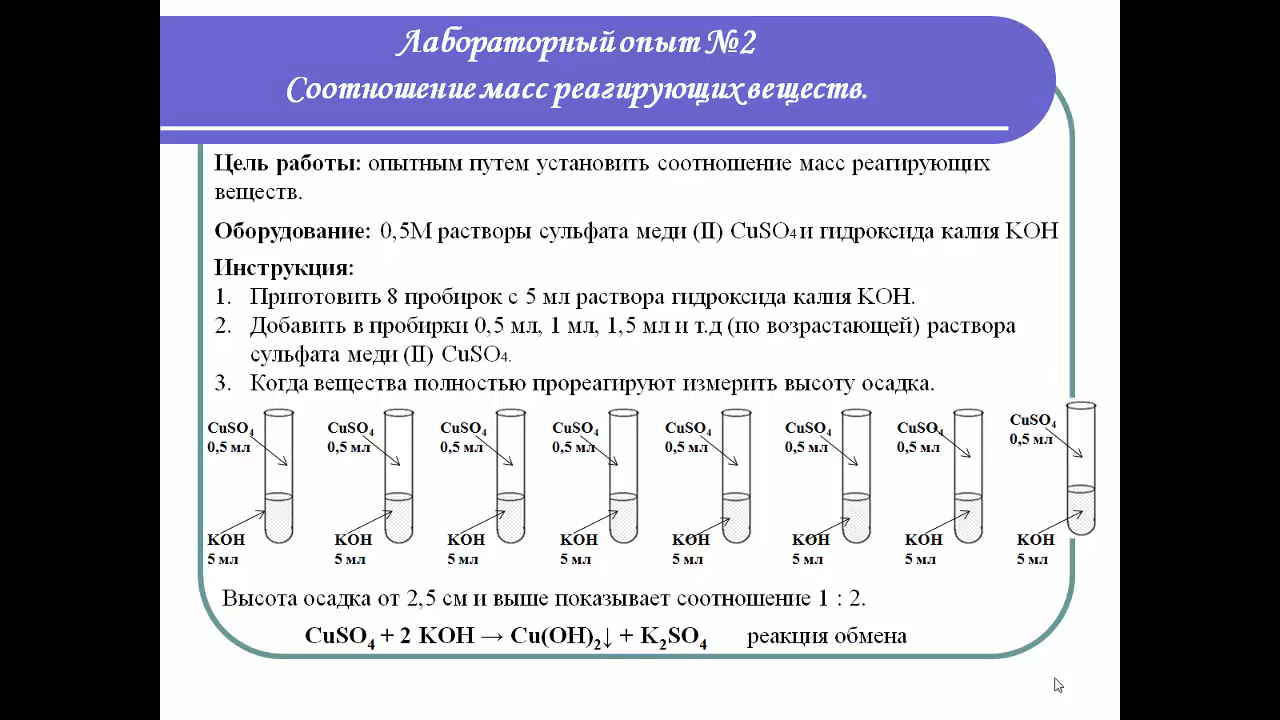 Лабораторный опыт №2
Соотношение масс реагирующих веществ.
Цель работы: опытным путем установить соотношение масс реагирующих
веществ.
Оборудование: 0,5М растворы сульфата меди (II) CuSO₄ и гидроксида калия KOH
Инструкция:
1. Приготовить 8 пробирок с 5 мл раствора гидроксида калия KOH.
2. Добавить в пробирки 0,5 мл, 1 мл, 1,5 мл и т.д (по возрастающей) раствора
сульфата меди (II) CuSO₄.
3. Когда вещества полностью прореагируют измерить высоту осадка.
CuSO₄ CuSO₄ CuSO₄ CuSO₄ CuSO₄ CuSO₄ CuSO₄ CuSO₄
0,5 мл 0,5 мл 0,5 мл 0,5 мл 0,5 мл 0,5 мл 0,5 мл 0,5 мл
KOH KOH KOH KOH KOH KOH KOH KOH
5 мл 5 мл 5 мл 5 мл 5 мл 5 мл 5 мл 5 мл
Высота осадка от 2,5 см и выше показывает соотношение 1 : 2.
CuSO₄ + 2 KOH → Cu(OH)₂↓ + K₂SO₄ реакция обмена